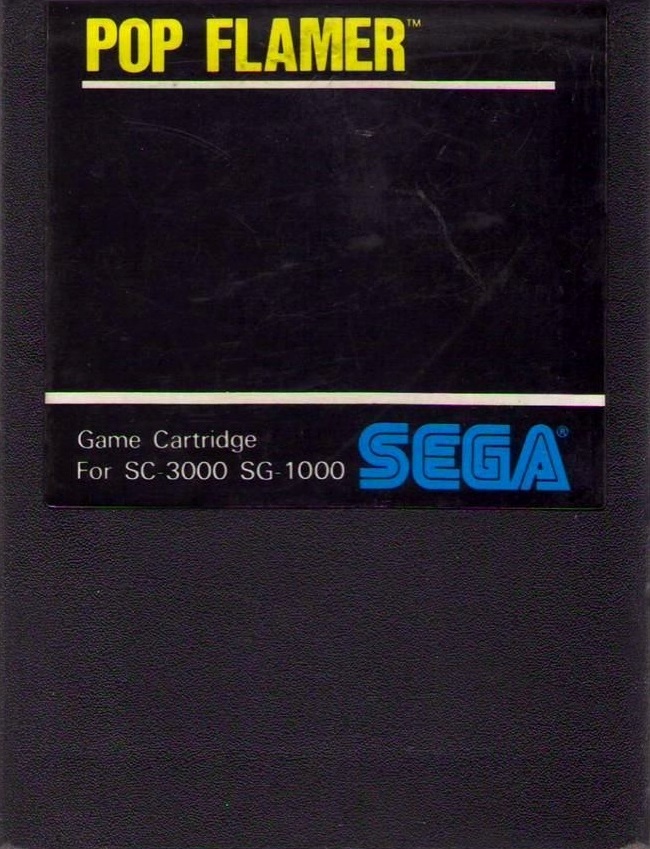 POP FLAMER™
Game Cartridge
For SC-3000 SG-1000
SEGA®